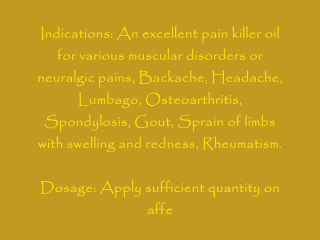 Indications: An excellent pain killer oil
for various muscular disorders or
neuralgic pains, Backache, Headache,
Lumbago, Osteoarthritis,
Spondylosis, Gout, Sprain of limbs
with swelling and redness, Rheumatism.
Dosage: Apply sufficient quantity on
affe